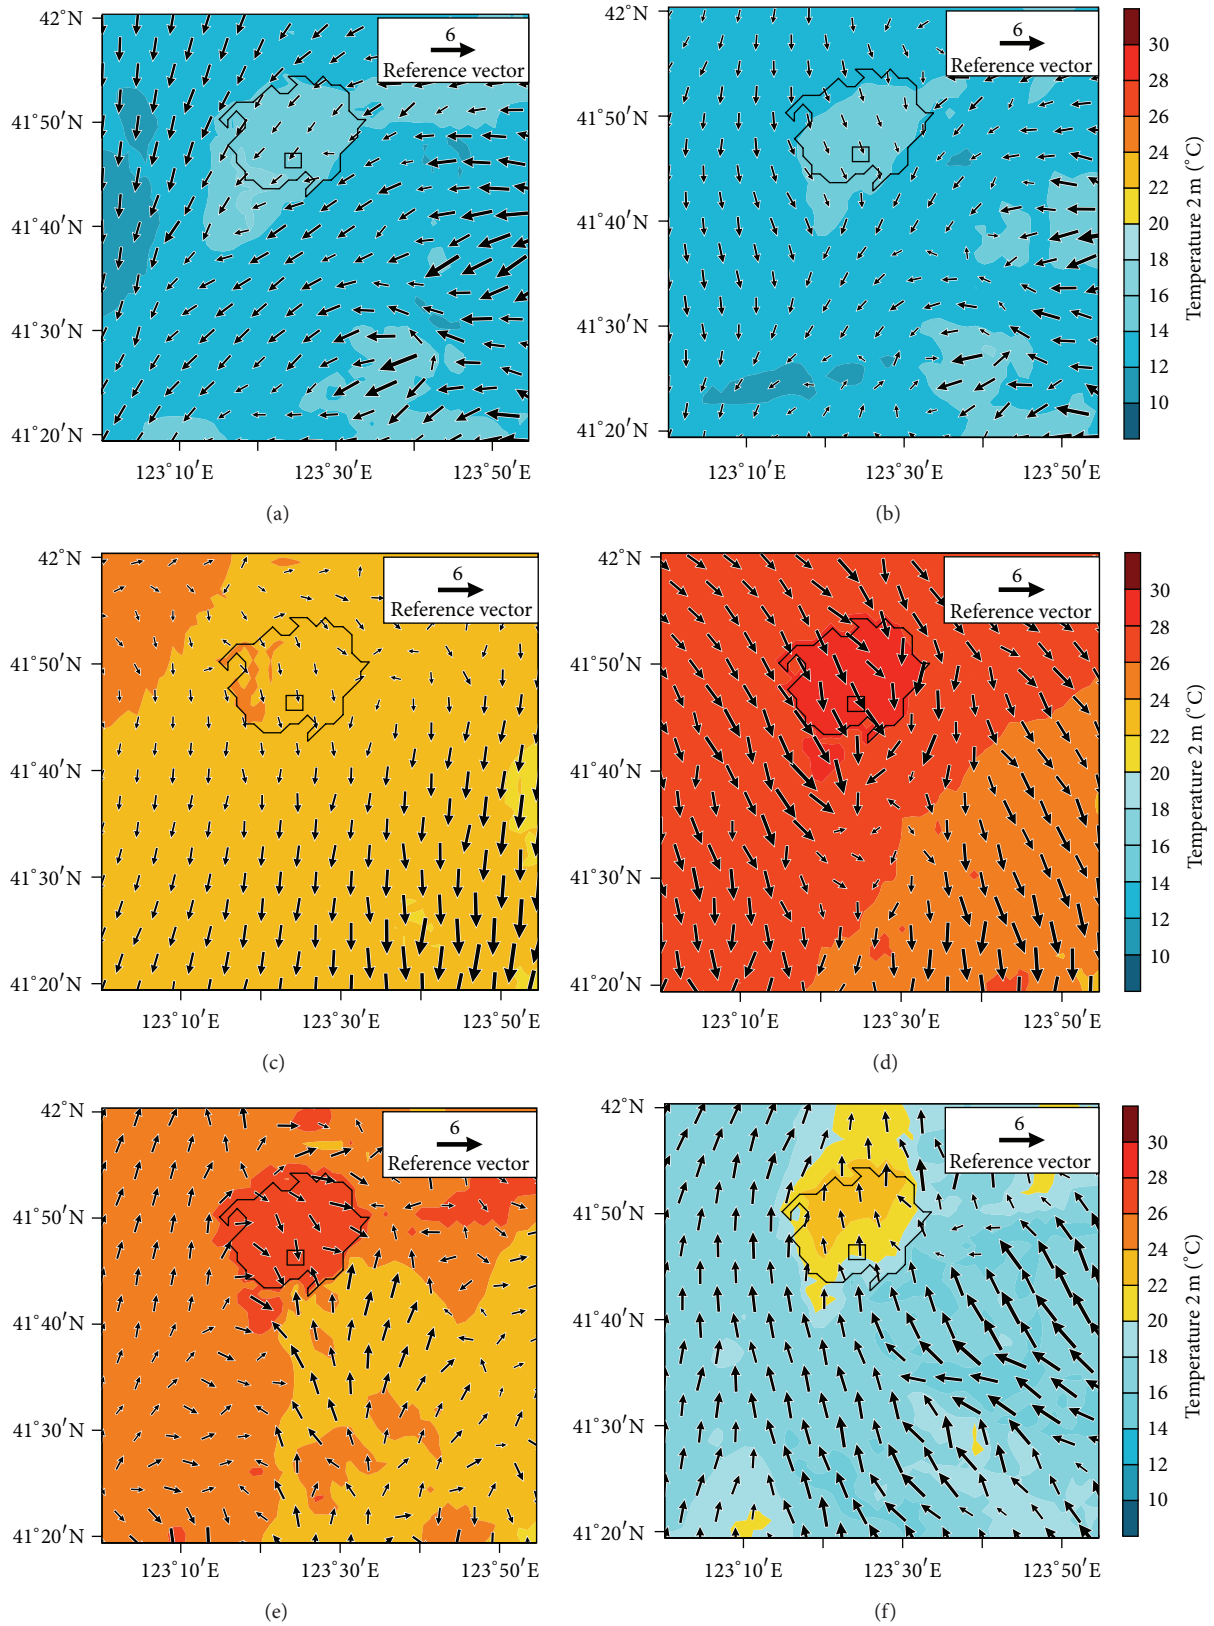 6
Reference vector
42°N
41°50′N
41°40′N
41°30′N
41°20′N
123°10′E
123°30′E
123°50′E
(a)
6
Reference vector
42°N
41°50′N
41°40′N
41°30′N
41°20′N
123°10′E
123°30′E
123°50′E
(b)
30
28
26
24
22
20
18
16
14
12
10
Temperature 2 m (°C)
6
Reference vector
42°N
41°50′N
41°40′N
41°30′N
41°20′N
123°10′E
123°30′E
123°50′E
(c)
6
Reference vector
42°N
41°50′N
41°40′N
41°30′N
41°20′N
123°10′E
123°30′E
123°50′E
(d)
30
28
26
24
22
20
18
16
14
12
10
Temperature 2 m (°C)
6
Reference vector
42°N
41°50′N
41°40′N
41°30′N
41°20′N
123°10′E
123°30′E
123°50′E
(e)
6
Reference vector
42°N
41°50′N
41°40′N
41°30′N
41°20′N
123°10′E
123°30′E
123°50′E
(f)
30
28
26
24
22
20
18
16
14
12
10
Temperature 2 m (°C)